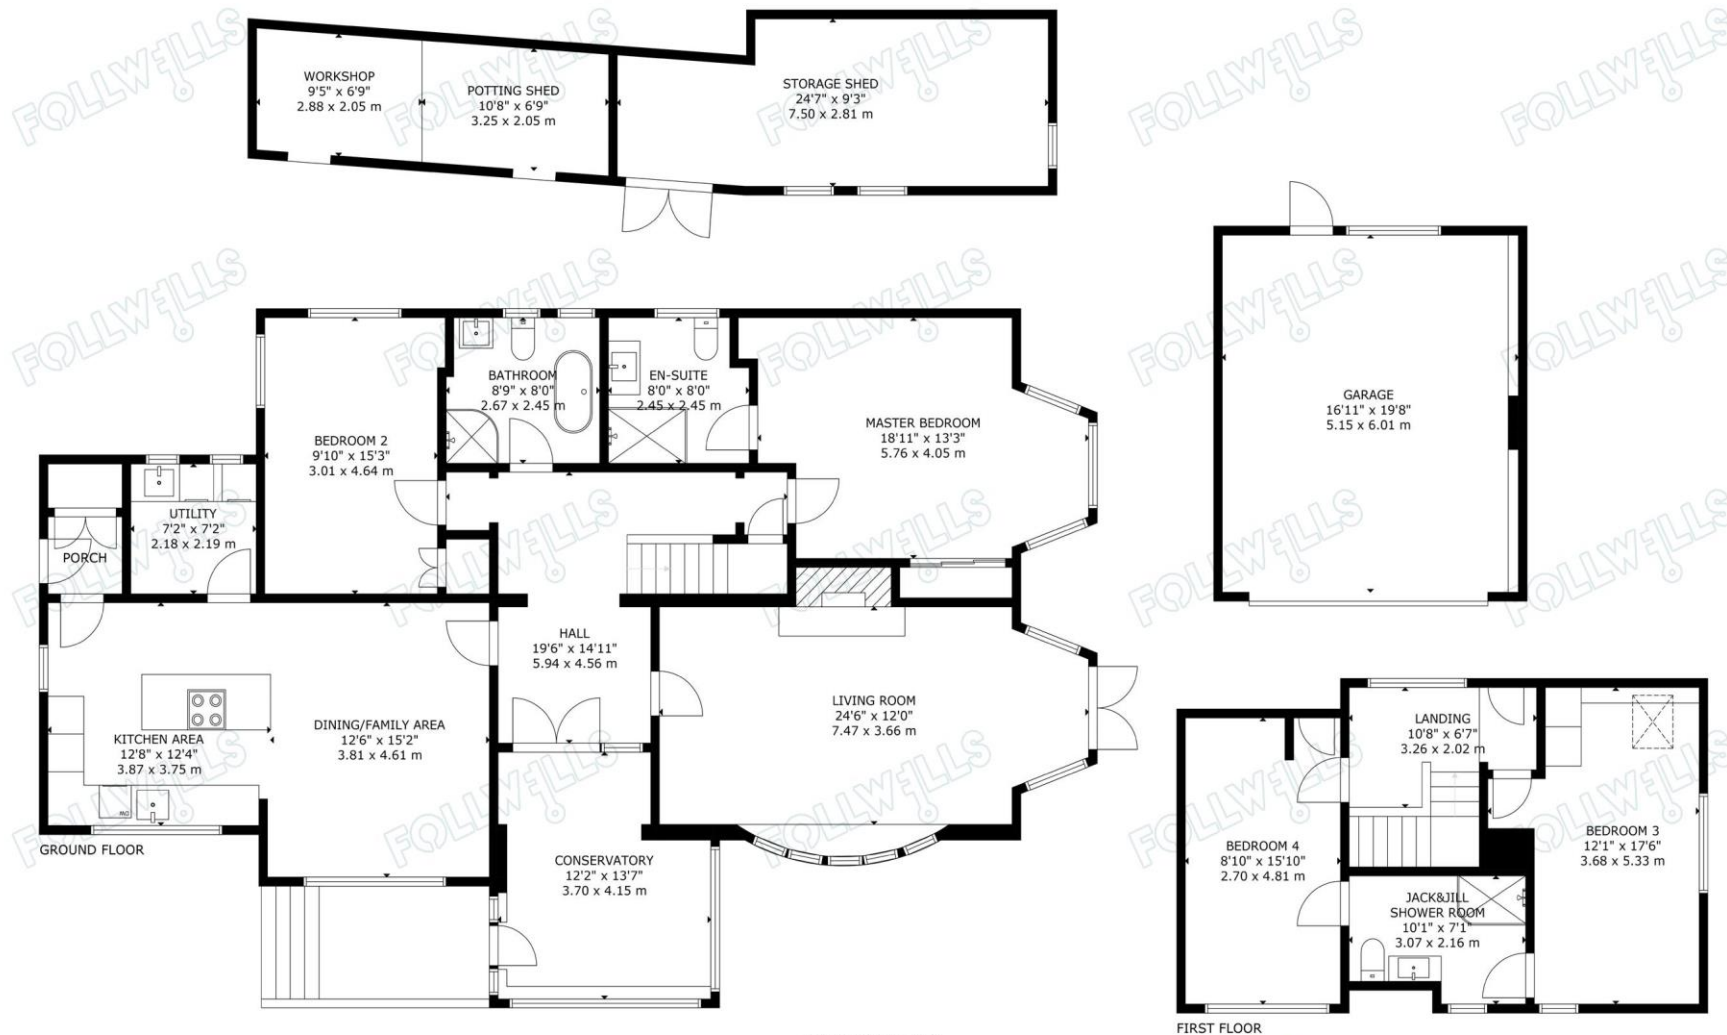 FOLLWELLS
WORKSHOP
9'5" x 6'9"
2.88 x 2.05 m
POTTING SHED
10'8" x 6'9"
3.25 x 2.05 m
STORAGE SHED
24'7" x 9'3"
7.50 x 2.81 m
GARAGE
16'11" x 19'8"
5.15 x 6.01 m
BEDROOM 2
9'10" x 15'3"
3.01 x 4.64 m
BATHROOM
8'9" x 8'0"
2.67 x 2.45 m
EN-SUITE
8'0" x 8'0"
2.45 x 2.45 m
MASTER BEDROOM
18'11" x 13'3"
5.76 x 4.05 m
UTILITY
7'2" x 7'2"
2.18 x 2.19 m
PORCH
HALL
19'6" x 14'11"
5.94 x 4.56 m
KITCHEN AREA
12'8" x 12'4"
3.87 x 3.75 m
DINING/FAMILY AREA
12'6" x 15'2"
3.81 x 4.61 m
LIVING ROOM
24'6" x 12'0"
7.47 x 3.66 m
CONSERVATORY
12'2" x 13'7"
3.70 x 4.15 m
GROUND FLOOR
LANDING
10'8" x 6'7"
3.26 x 2.02 m
BEDROOM 4
8'10" x 15'10"
2.70 x 4.81 m
BEDROOM 3
12'1" x 17'6"
3.68 x 5.33 m
JACK&JILL
SHOWER ROOM
10'1" x 7'1"
3.07 x 2.16 m
FIRST FLOOR